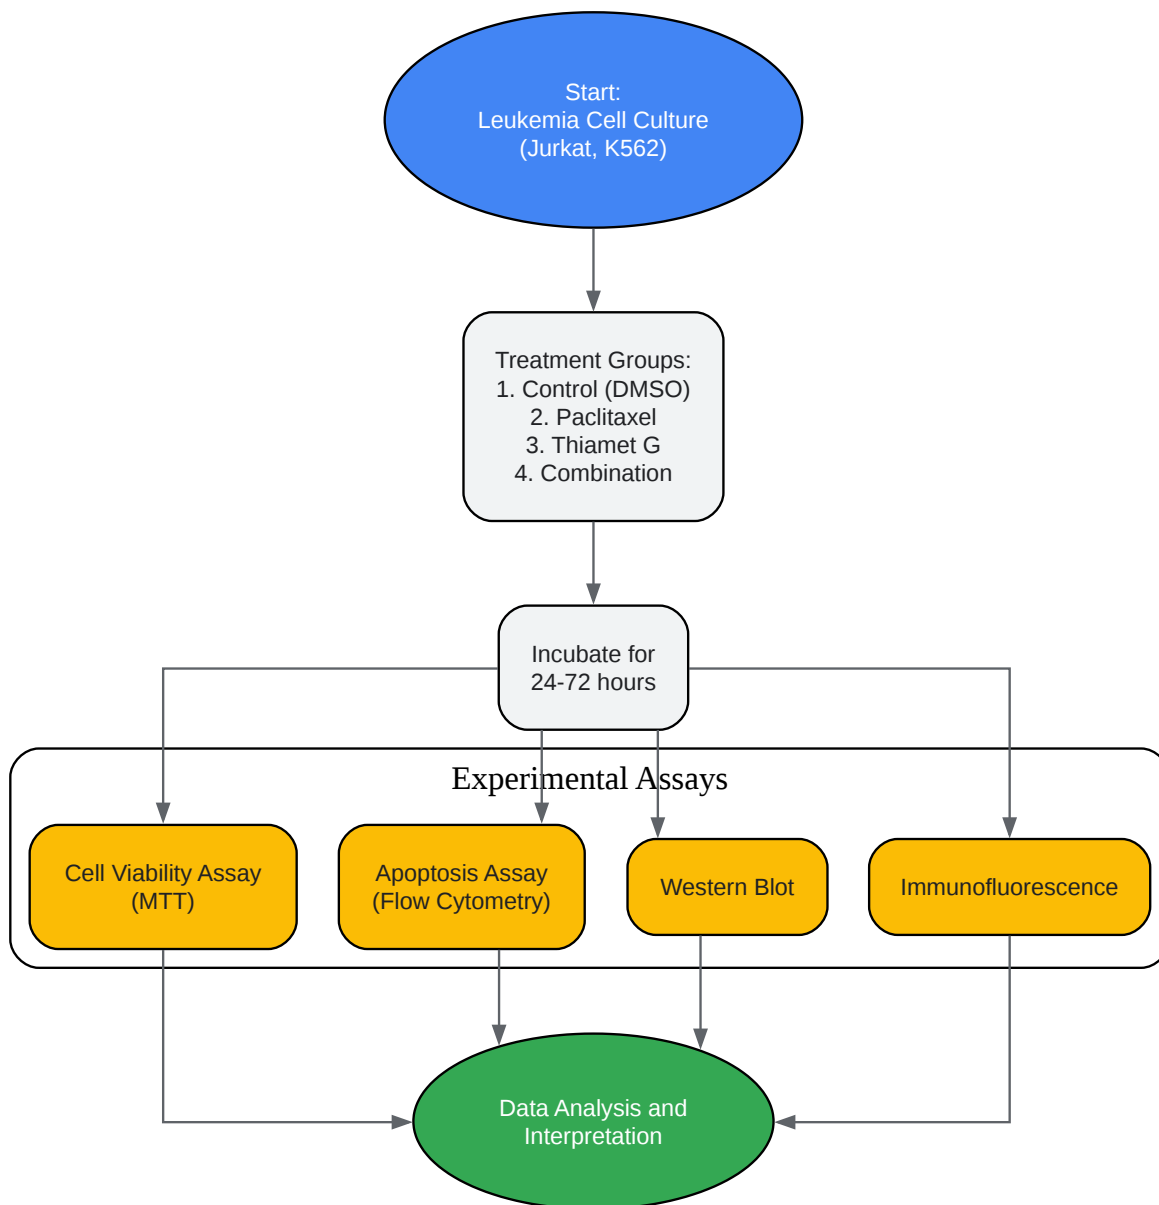 Start:
Leukemia Cell Culture
(Jurkat, K562)
Treatment Groups:
1. Control (DMSO)
2. Paclitaxel
3. Thiamet G
4. Combination
Incubate for
24-72 hours
Experimental Assays
Cell Viability Assay
(MTT)
Apoptosis Assay
(Flow Cytometry)
Western Blot
Immunofluorescence
Data Analysis and
Interpretation